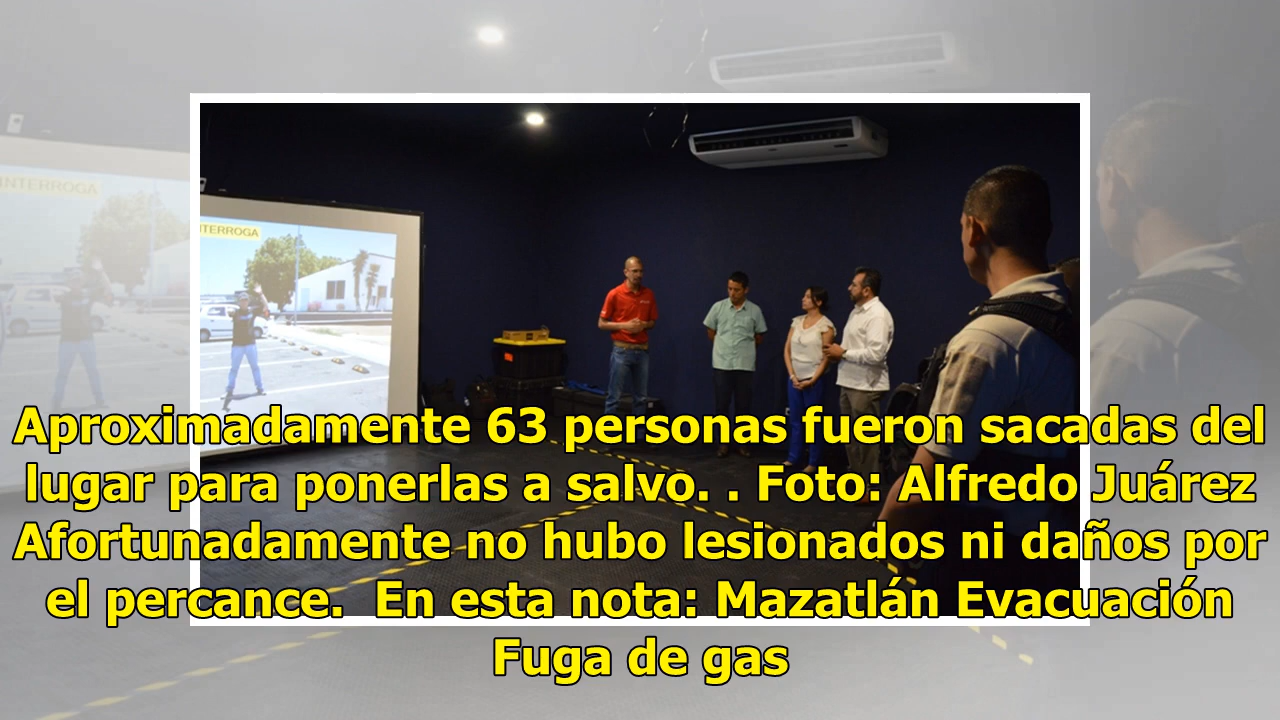 INTERROGA
NTERROGA
Aproximadamente 63 personas fueron sacadas del
lugar para ponerlas a salvo. . Foto: Alfredo Juárez
Afortunadamente no hubo lesionados ni daños por
el percance.  En esta nota: Mazatlán Evacuación
Fuga de gas